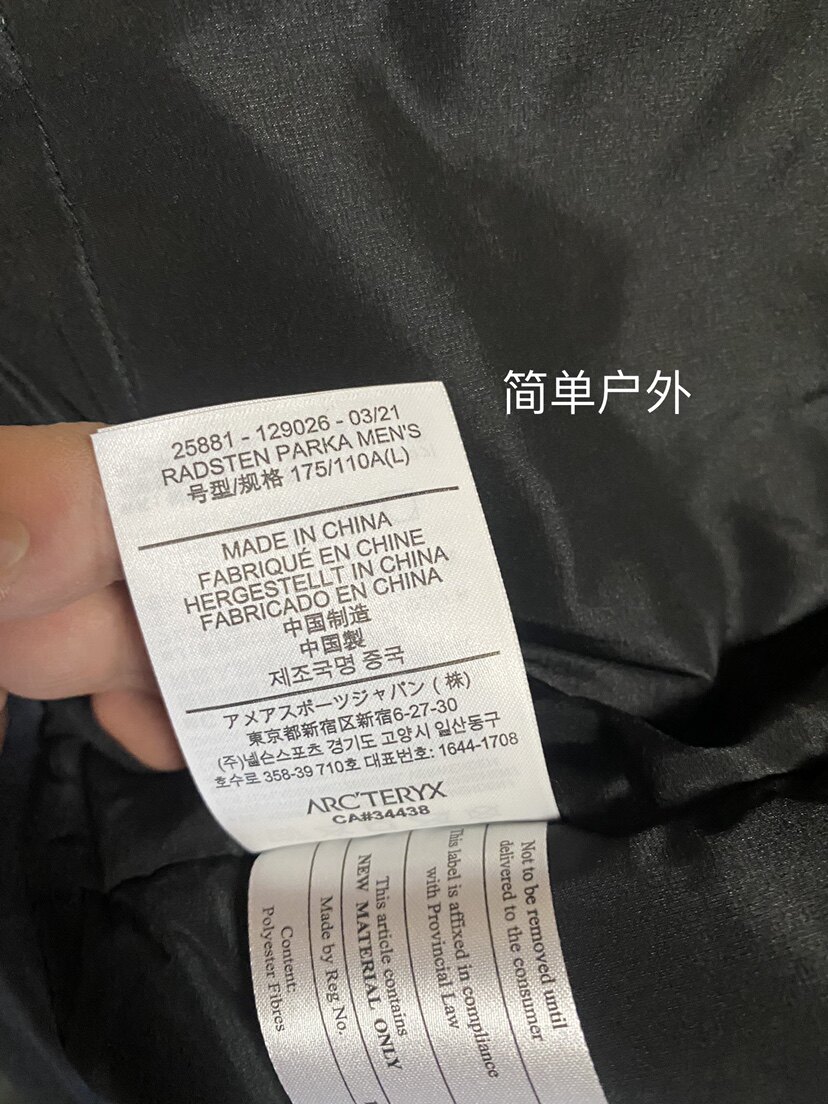 简单户外
25881 - 129026 - 03/21
RADSTEN PARKA MEN'S
号型/规格 175/110A(L)
MADE IN CHINA
FABRIQUÉ EN CHINE
HERGESTELLT IN CHINA
FABRICADO EN CHINA
中国制造
中国製
제조국명 중국
アメアスポーツジャパン (株)
東京都新宿区新宿6-27-30
(주)넬슨스포츠 경기도 고양시 일산동구
호수로 358-39 710호 대표번호: 1644-1708
ARC'TERYX
CA#34438
Not to be removed until
delivered to the consumer
This label is affixed in compliance
with Provincial Law
This article contains
NEW MATERIAL ONLY
Made by Reg No.
Content:
Polyester Fibres